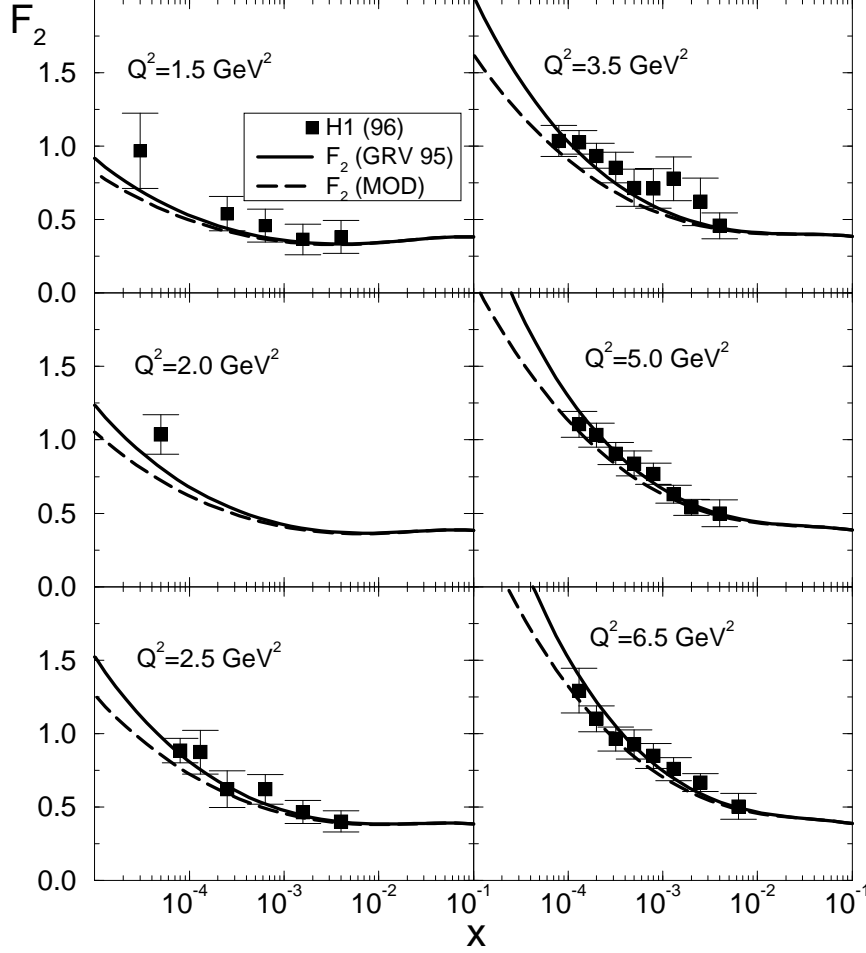 F₂
Q²=1.5 GeV²
Q²=3.5 GeV²
H1 (96)
F₂ (GRV 95)
F₂ (MOD)
1.5
1.0
0.5
0.0
Q²=2.0 GeV²
Q²=5.0 GeV²
1.5
1.0
0.5
0.0
Q²=2.5 GeV²
Q²=6.5 GeV²
1.5
1.0
0.5
0.0
10⁻⁴ 10⁻³ 10⁻² 10⁻¹ 10⁻⁴ 10⁻³ 10⁻² 10⁻¹
x